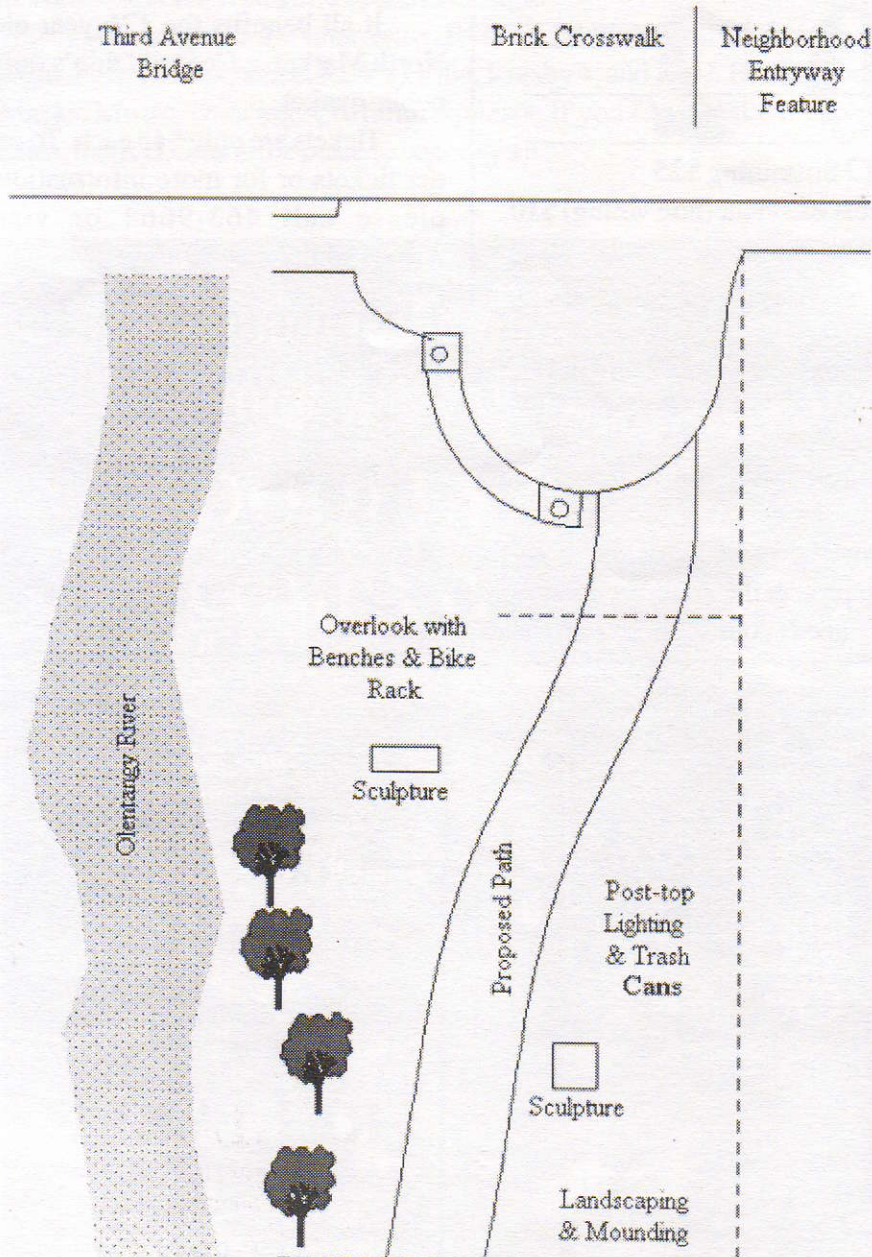 Third Avenue
Bridge
Brick Crosswalk
Neighborhood
Entryway
Feature
Overlook with
Benches & Bike
Rack
Olentangy River
Sculpture
Proposed Path
Post-top
Lighting
& Trash
Cans
Sculpture
Landscaping
& Mounding